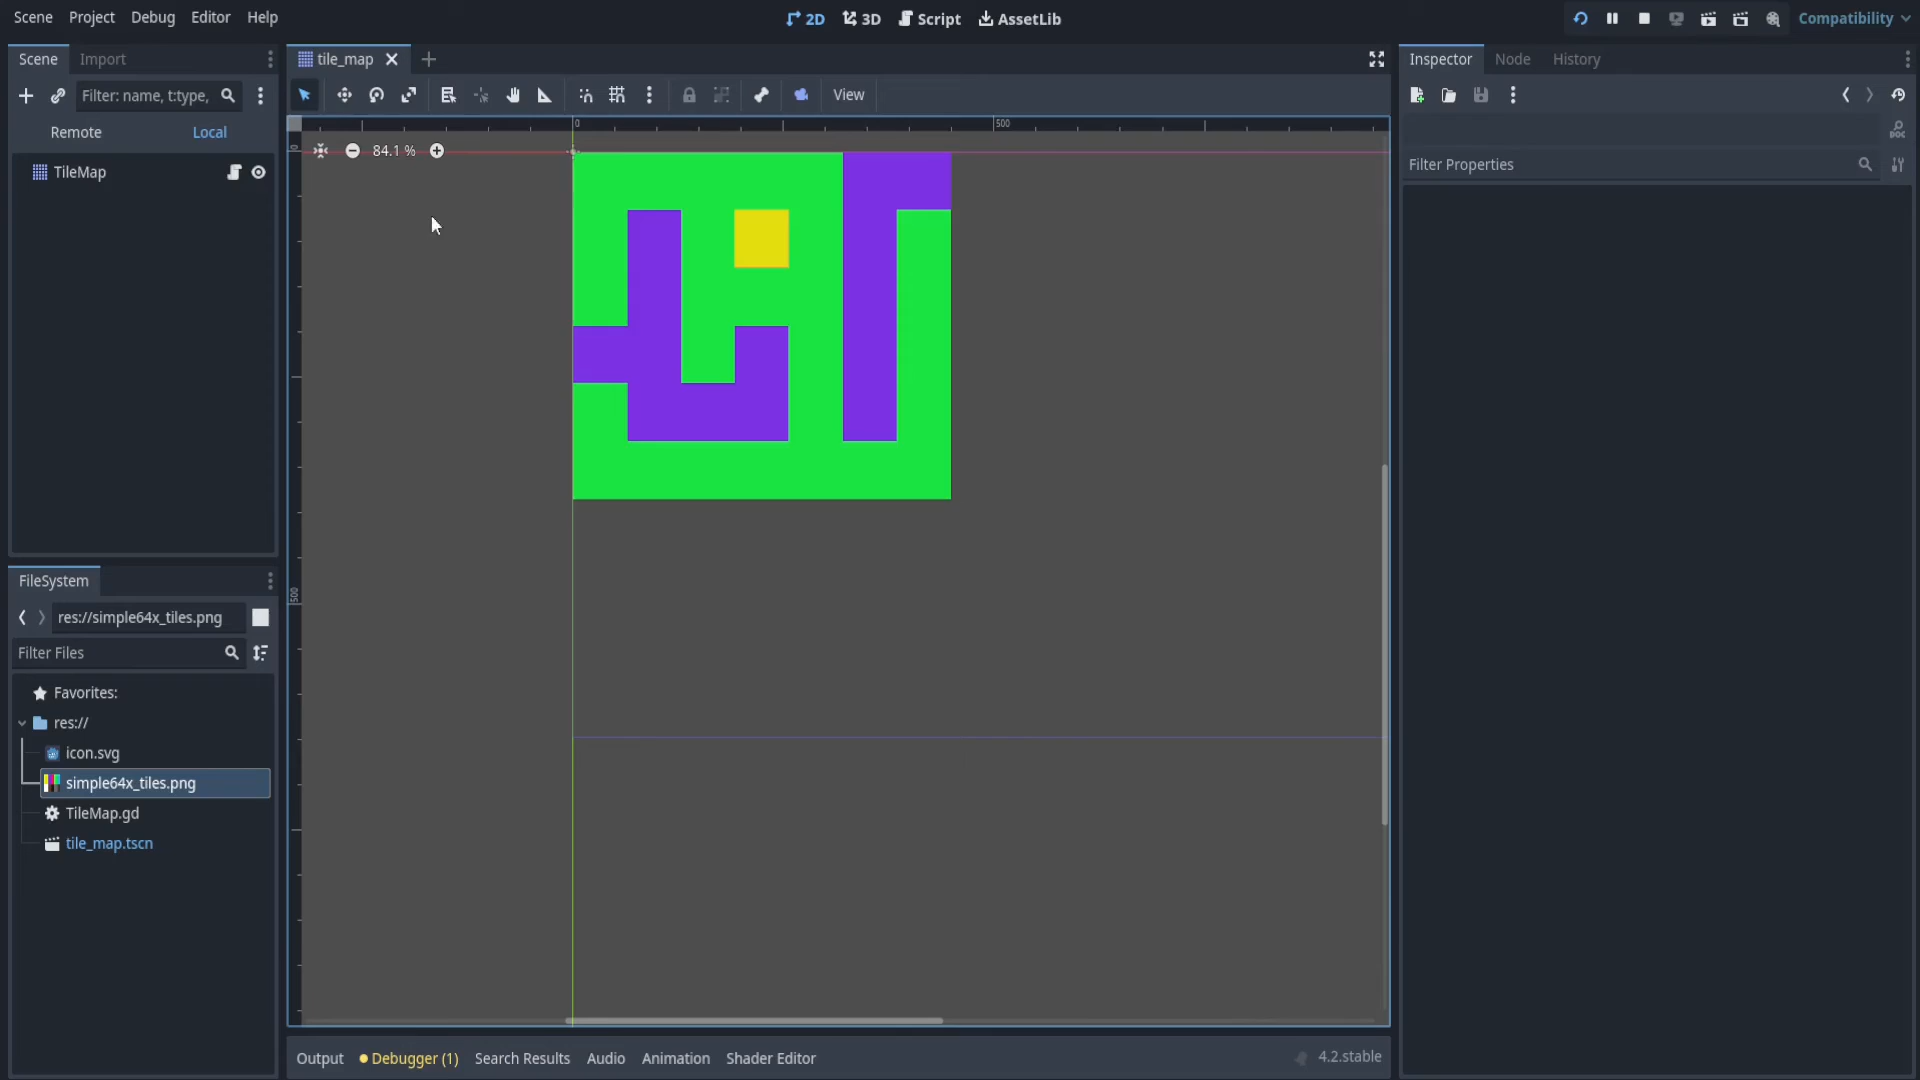 Scene Project Debug Editor Help
2D 3D Script AssetLib
Compatibility
Scene Import
tile_map
Inspector Node History
Filter: name, t:type,
View
Remote Local
0 500
DOC
84.1 %
0
Filter Properties
TileMap
FileSystem
500
res://simple64x_tiles.png
Filter Files
Favorites:
res://
icon.svg
simple64x_tiles.png
TileMap.gd
tile_map.tscn
Output Debugger (1) Search Results Audio Animation Shader Editor
4.2.stable